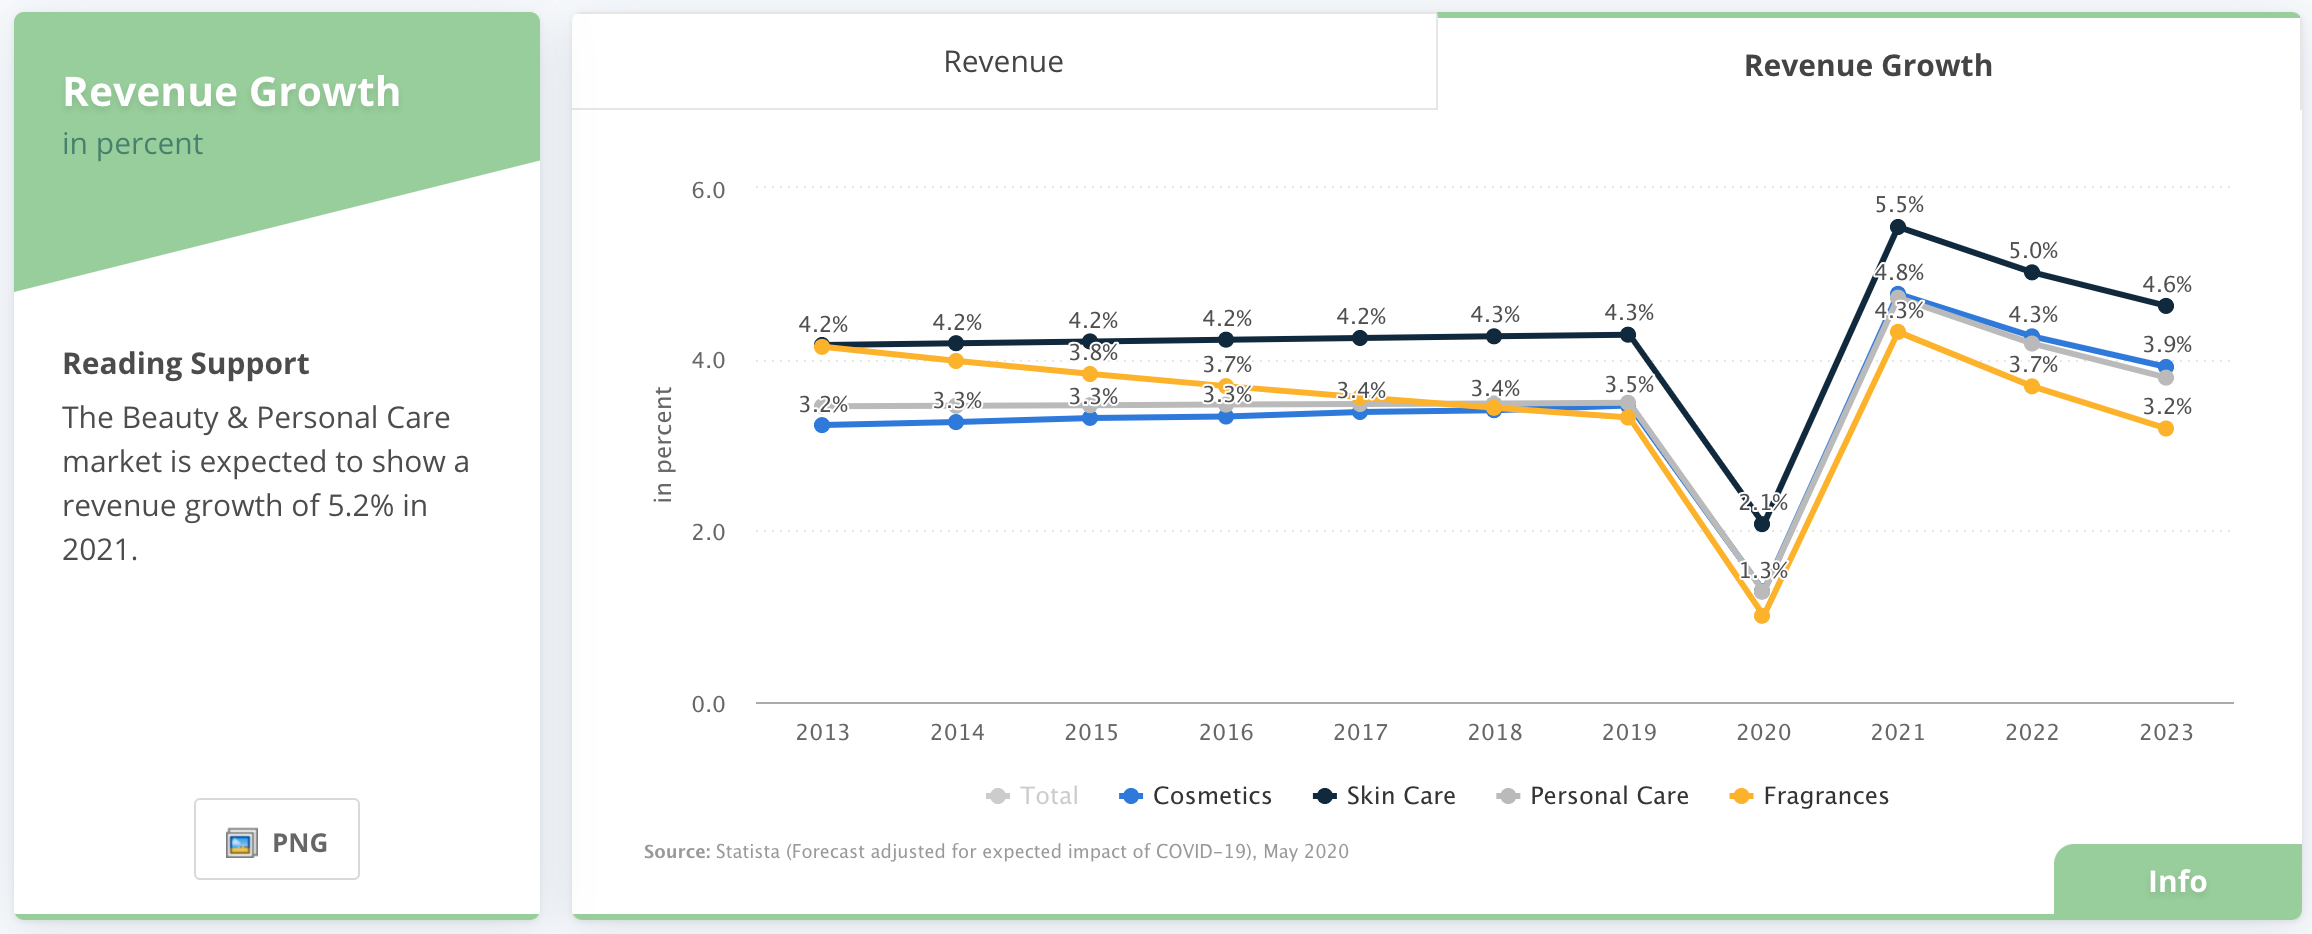 Revenue Growth
in percent
Reading Support
The Beauty & Personal Care
market is expected to show a
revenue growth of 5.2% in
2021.
PNG
Revenue
Revenue Growth
in percent
6.0
4.0
2.0
0.0
5.5%
5.0%
4.6%
4.8%
4.3%
4.3%
3.9%
3.7%
3.2%
4.2% 4.2% 4.2% 4.2% 4.2% 4.3% 4.3%
3.8%
3.7%
3.2% 3.3% 3.3% 3.3% 3.4% 3.4% 3.5%
2.1%
1.3%
2013 2014 2015 2016 2017 2018 2019 2020 2021 2022 2023
Total Cosmetics Skin Care Personal Care Fragrances
Source: Statista (Forecast adjusted for expected impact of COVID-19), May 2020
Info